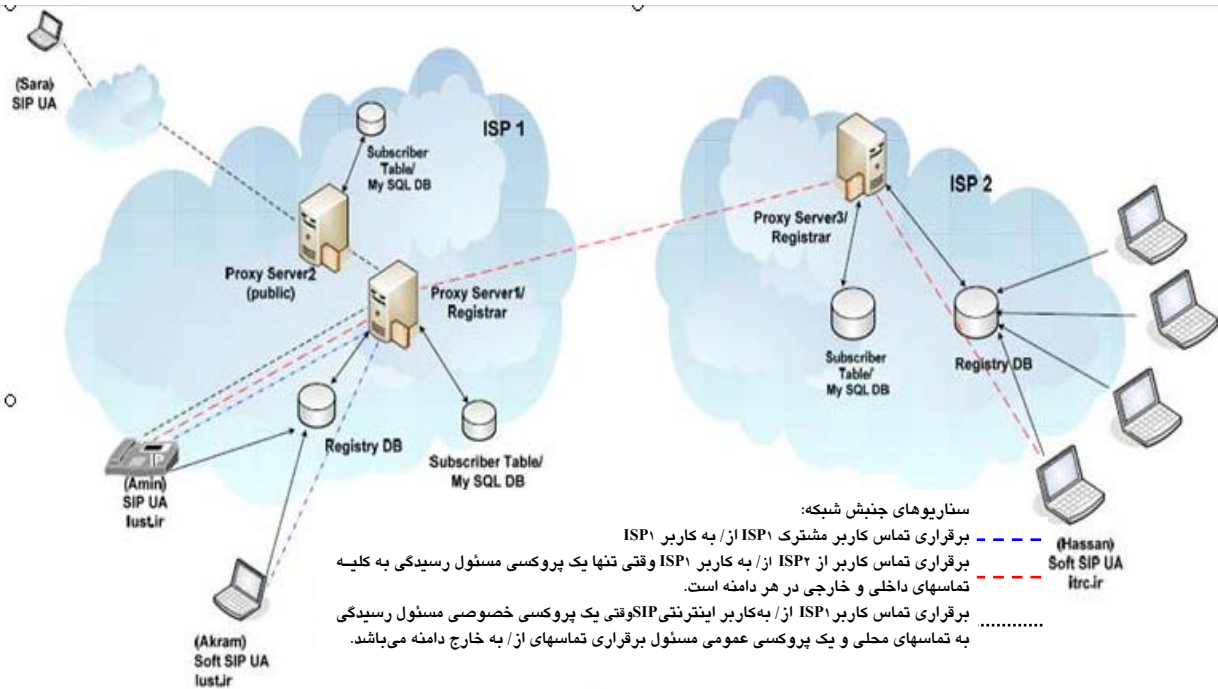 (Sara)
SIP UA
ISP 1
Subscriber
Table/
My SQL DB
Proxy Server2
(public)
Proxy Server1/
Registrar
Registry DB
Subscriber Table/
My SQL DB
IP
(Amin)
SIP UA
Iust.ir
(Akram)
Soft SIP UA
Iust.ir
ISP 2
Proxy Server3/
Registrar
Subscriber
Table/
My SQL DB
Registry DB
(Hassan)
Soft SIP UA
itrc.ir
سناریوهای جنبش شبکه:
برقراری تماس کاربر مشترک ISP۱ از/ به کاربر ISP۱
برقراری تماس کاربر از ISP۲ از/ به کاربر ISP۱ وقتی تنها یک پروکسی مسئول رسیدگی به کلیه
تماسهای داخلی و خارجی در هر دامنه است.
برقراری تماس کاربر ISP۱ از/ به‌کاربر اینترنتی SIPوقتی یک پروکسی خصوصی مسئول رسیدگی
به تماسهای محلی و یک پروکسی عمومی مسئول برقراری تماسهای از/ به خارج دامنه می‌باشد.